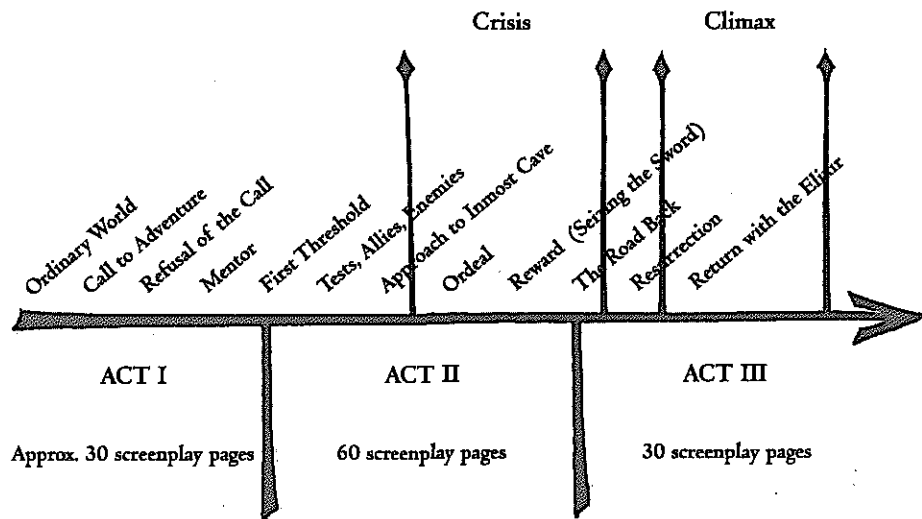 Crisis
Climax
Ordinary World
Call to Adventure
Refusal of the Call
Mentor
First Threshold
Tests, Allies, Enemies
Approach to Inmost Cave
Ordeal
Reward (Seizing the Sword)
The Road Back
Resurrection
Return with the Elixir
ACT I
ACT II
ACT III
Approx. 30 screenplay pages
60 screenplay pages
30 screenplay pages